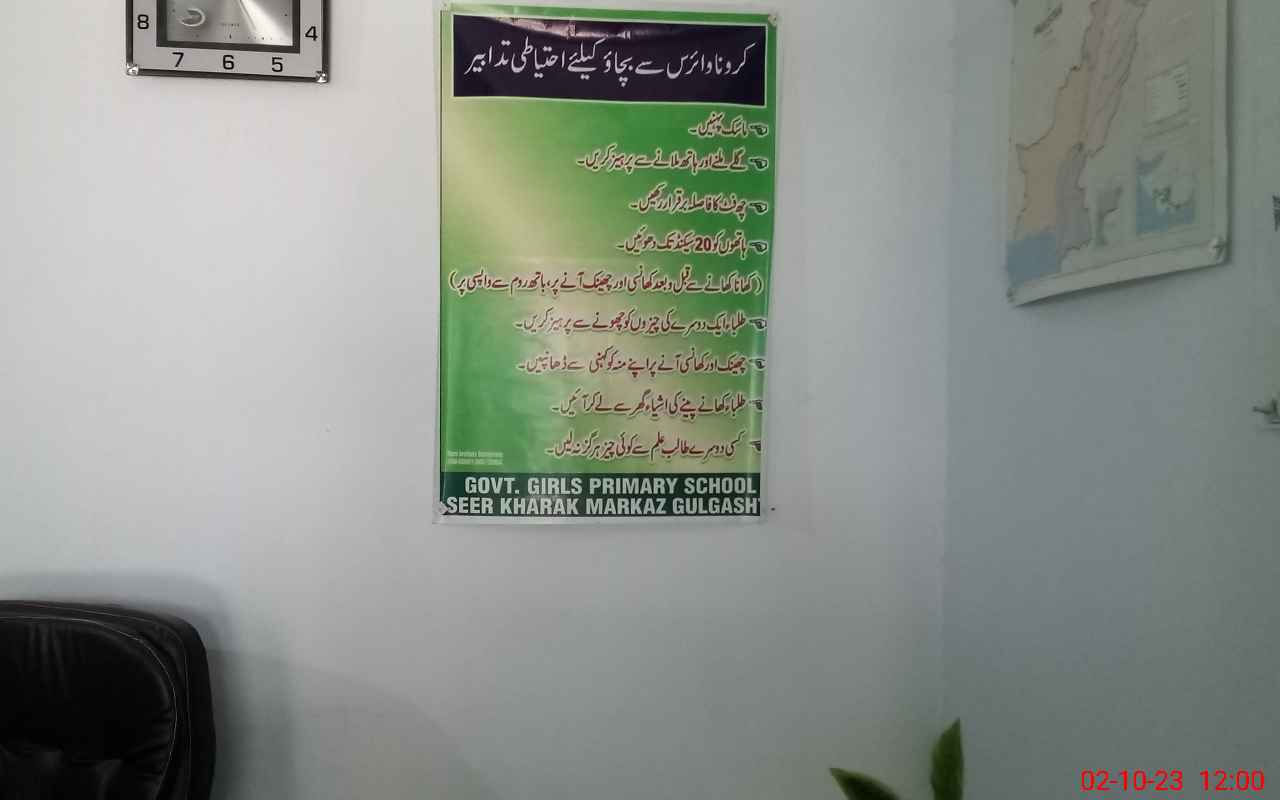 8
7
6
5
4
کرونا وائرس سے بچاؤ کیلئے احتیاطی تدابیر
ماسک پہنیں۔
گلے ملنے اور ہاتھ ملانے سے پرہیز کریں۔
چھ فٹ کا فاصلہ برقرار رکھیں۔
ہاتھوں کو 20 سیکنڈ تک دھوئیں۔
(کھانا کھانے سے قبل و بعد کھانسی اور چھینک آنے پر، باتھ روم سے واپسی پر)
طلباء ایک دوسرے کی چیزوں کو چھونے سے پرہیز کریں۔
چھینک اور کھانسی آنے پر اپنے منہ کو کہنی سے ڈھانپیں۔
طلباء کھانے پینے کی اشیاء گھر سے لے کر آئیں۔
کسی دوسرے طالب علم سے کوئی چیز ہرگز نہ لیں۔
GOVT. GIRLS PRIMARY SCHOOL
SEER KHARAK MARKAZ GULGASHT
02-10-23 12:00